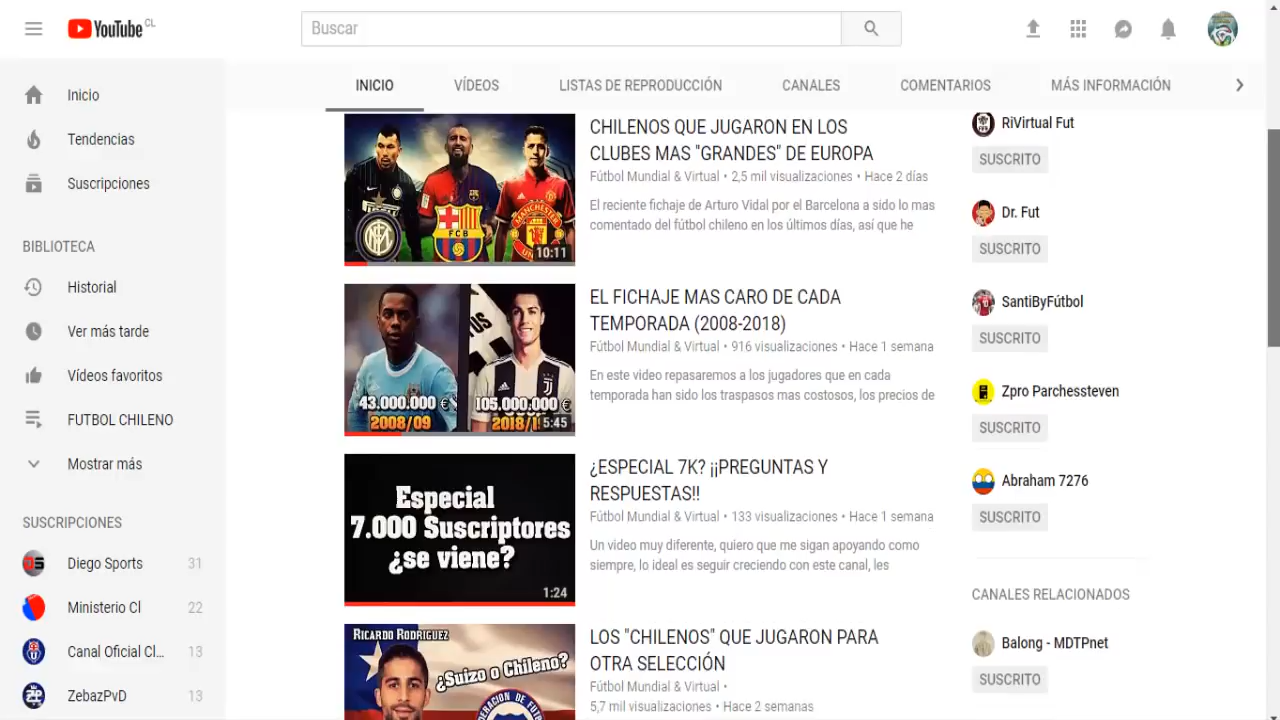 YouTube CL
Buscar
INICIO
VÍDEOS
LISTAS DE REPRODUCCIÓN
CANALES
COMENTARIOS
MÁS INFORMACIÓN
Inicio
Tendencias
Suscripciones
BIBLIOTECA
Historial
Ver más tarde
Vídeos favoritos
FUTBOL CHILENO
Mostrar más
SUSCRIPCIONES
Diego Sports 31
Ministerio Cl 22
Canal Oficial Cl... 13
ZebazPvD 13
FCB
10:11
CHILENOS QUE JUGARON EN LOS
CLUBES MAS "GRANDES" DE EUROPA
Fútbol Mundial & Virtual • 2,5 mil visualizaciones • Hace 2 días
El reciente fichaje de Arturo Vidal por el Barcelona a sido lo mas
comentado del fútbol chileno en los últimos días, así que he
43.000.000 €
2008/09
105.000.000 €
5:45
EL FICHAJE MAS CARO DE CADA
TEMPORADA (2008-2018)
Fútbol Mundial & Virtual • 916 visualizaciones • Hace 1 semana
En este video repasaremos a los jugadores que en cada
temporada han sido los traspasos mas costosos, los precios de
Especial
7.000 Suscriptores
¿se viene?
1:24
¿ESPECIAL 7K? ¡¡PREGUNTAS Y
RESPUESTAS!!
Fútbol Mundial & Virtual • 133 visualizaciones • Hace 1 semana
Un video muy diferente, quiero que me sigan apoyando como
siempre, lo ideal es seguir creciendo con este canal, les
RICARDO RODRIGUEZ
¿Suizo o Chileno?
LOS "CHILENOS" QUE JUGARON PARA
OTRA SELECCIÓN
Fútbol Mundial & Virtual •
5,7 mil visualizaciones • Hace 2 semanas
RiVirtual Fut
SUSCRITO
Dr. Fut
SUSCRITO
SantiByFútbol
SUSCRITO
Zpro Parchessteven
SUSCRITO
Abraham 7276
SUSCRITO
CANALES RELACIONADOS
Balong - MDTPnet
SUSCRITO